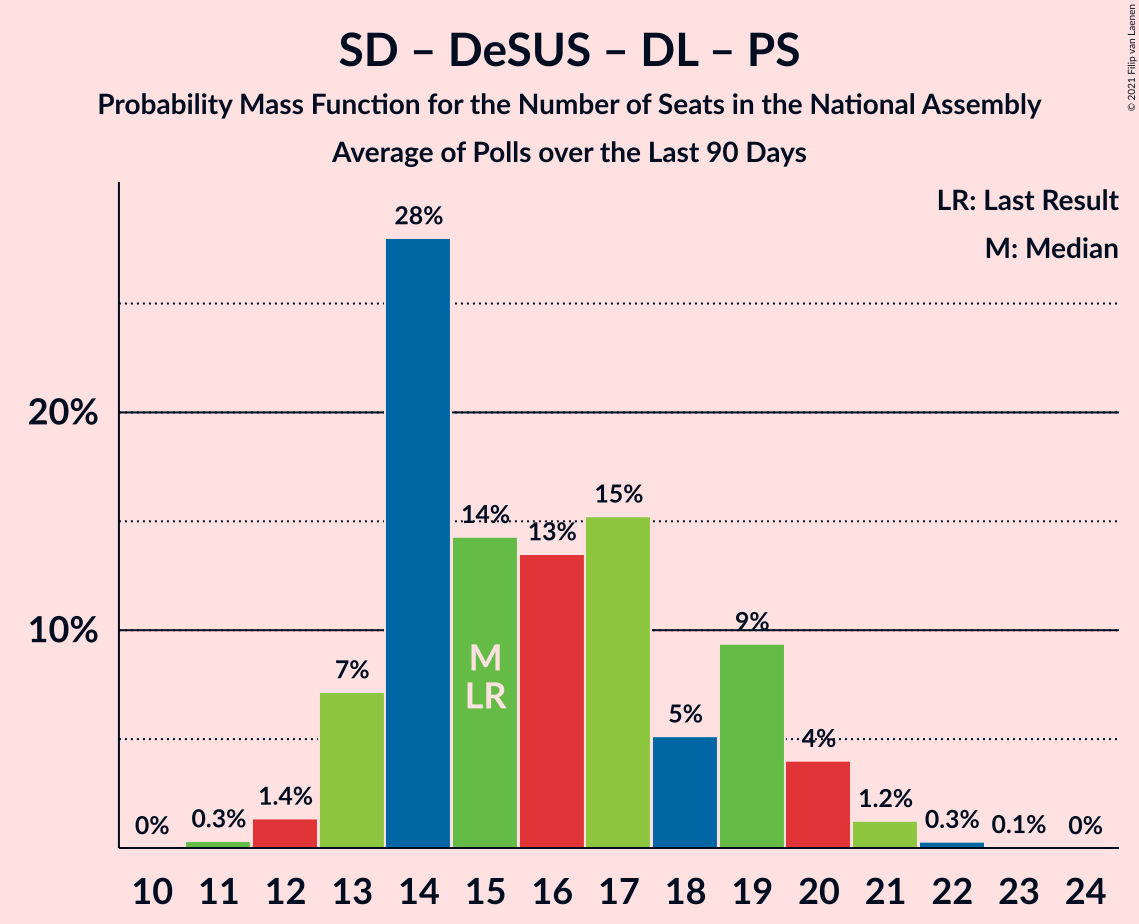 SD – DeSUS – DL – PS
Probability Mass Function for the Number of Seats in the National Assembly
Average of Polls over the Last 90 Days
© 2021 Filip van Laenen
LR: Last Result
M: Median
20%
10%
0%
0.3%
1.4%
7%
28%
14%
13%
15%
5%
9%
4%
1.2%
0.3%
0.1%
0%
M
LR
10 11 12 13 14 15 16 17 18 19 20 21 22 23 24